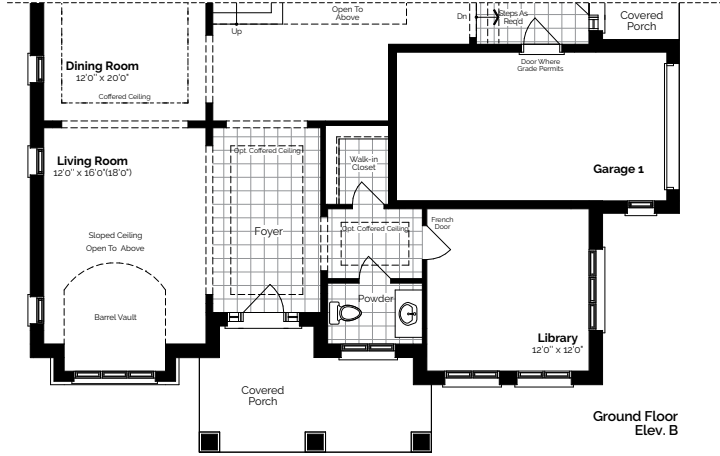 Open To
Above
Up
Dn
Steps As
Req'd
Covered
Porch
Door Where
Grade Permits
Dining Room
12'0" x 20'0"
Coffered Ceiling
Living Room
12'0" x 16'0"(18'0")
Opt. Coffered Ceiling
Walk-in
Closet
Garage 1
French
Door
Foyer
Opt. Coffered Ceiling
Sloped Ceiling
Open To Above
Barrel Vault
Powder
Library
12'0" x 12'0"
Covered
Porch
Ground Floor
Elev. B